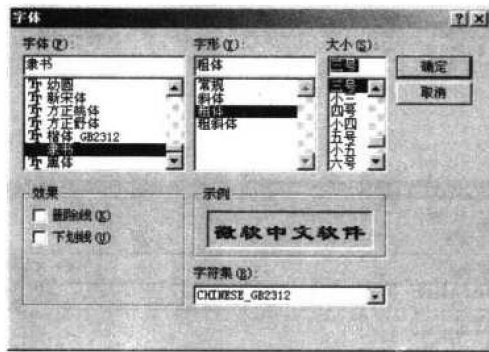 字体
字体(F):
隶书
幼圆
新宋体
方正舒体
楷体_GB2312
隶书
黑体
字形(Y):
粗体
常规
斜体
粗体
粗斜体
大小(S):
三号
三号
小三
四号
小四
五号
小五
六号
确定
取消
效果
删除线(K)
下划线(U)
示例
微软中文软件
字符集(R):
CHINESE_GB2312